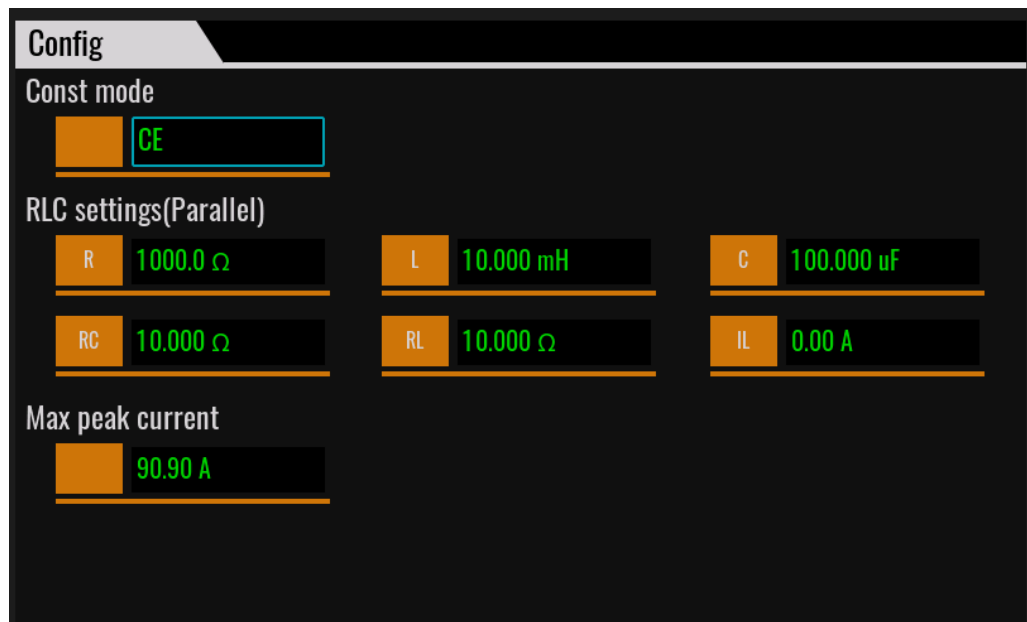 Config
Const mode
CE
RLC settings(Parallel)
R 1000.0 Ω L 10.000 mH C 100.000 uF
RC 10.000 Ω RL 10.000 Ω IL 0.00 A
Max peak current
90.90 A